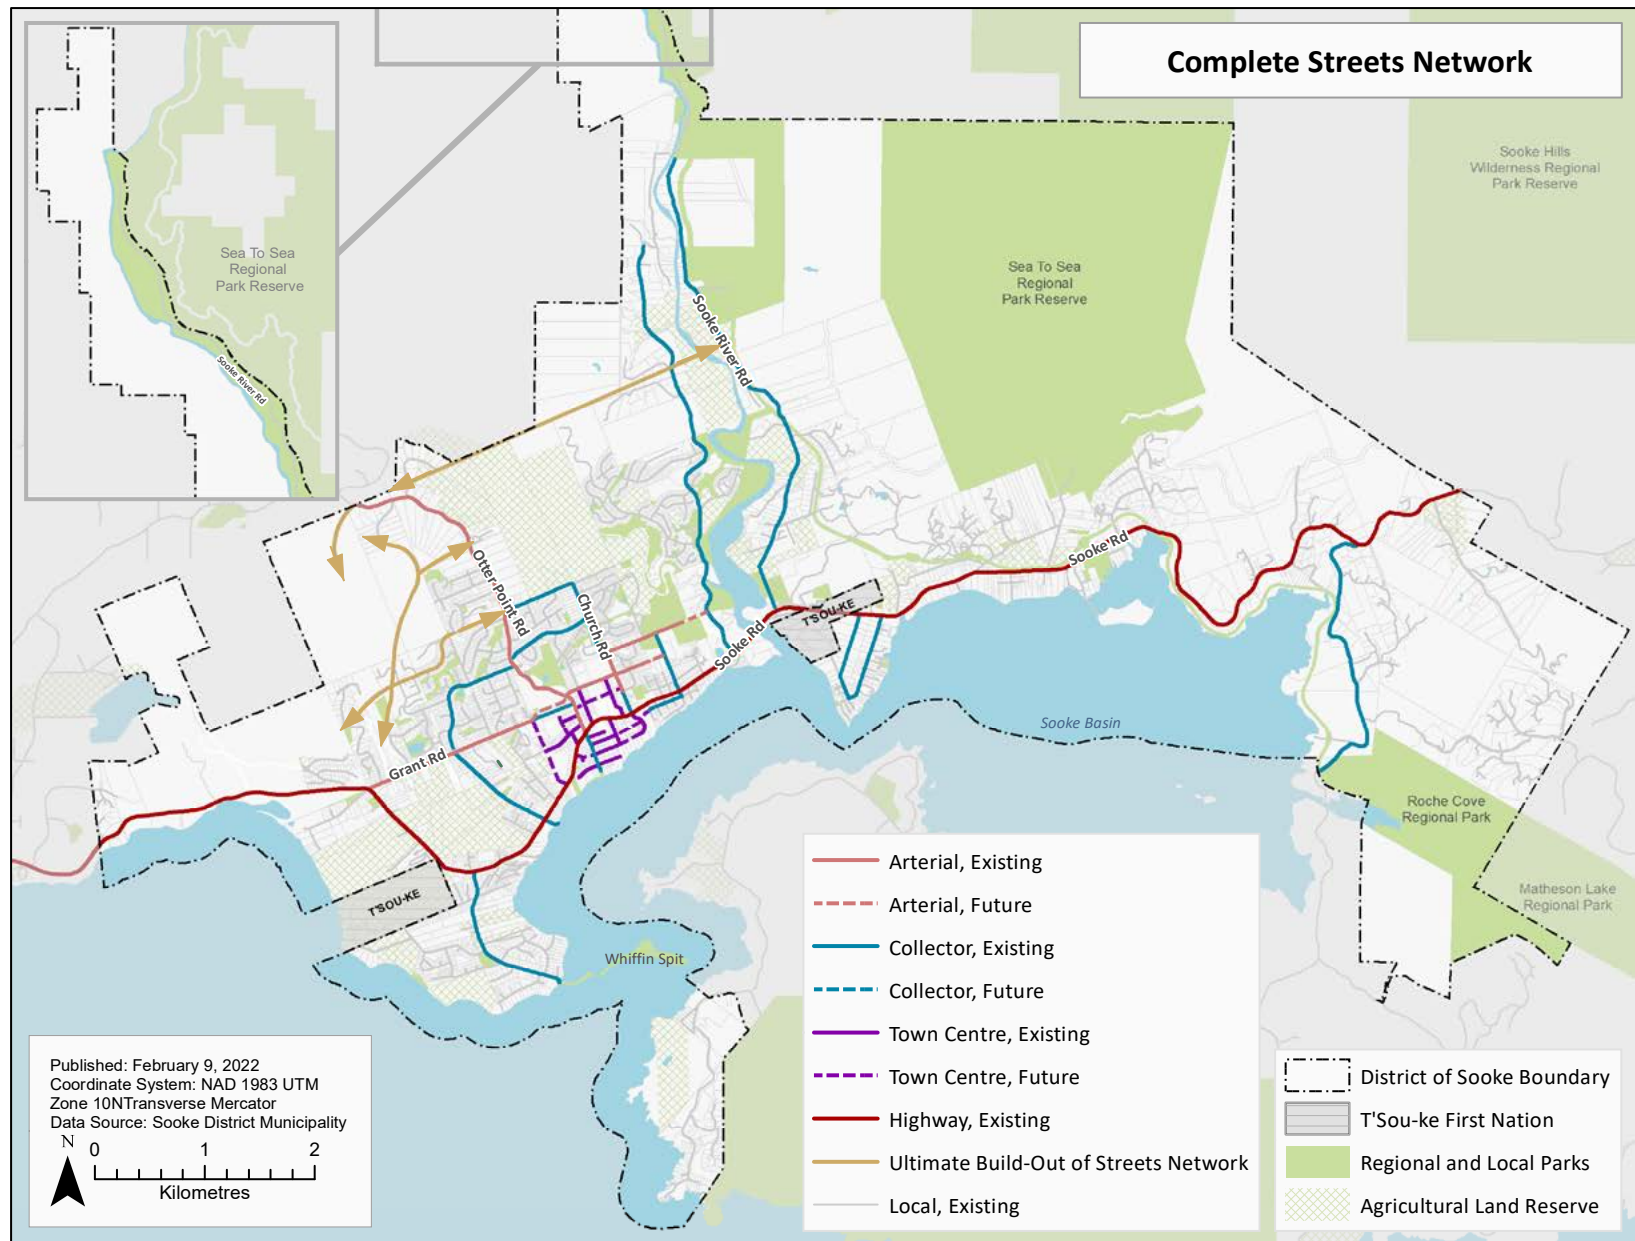 Complete Streets Network
Sooke Hills
Wilderness Regional
Park Reserve
Sea To Sea
Regional
Park Reserve
Sooke River Rd
Sea To Sea
Regional
Park Reserve
Sooke River Rd
Sooke Rd
Otter Point Rd
Church Rd
T'SOU-KE
Sooke Rd
Sooke Basin
Grant Rd
Roche Cove
Regional Park
Matheson Lake
Regional Park
T'SOU-KE
Whiffin Spit
Arterial, Existing
Arterial, Future
Collector, Existing
Collector, Future
Town Centre, Existing
Town Centre, Future
Highway, Existing
Ultimate Build-Out of Streets Network
Local, Existing
District of Sooke Boundary
T'Sou-ke First Nation
Regional and Local Parks
Agricultural Land Reserve
Published: February 9, 2022
Coordinate System: NAD 1983 UTM
Zone 10NTransverse Mercator
Data Source: Sooke District Municipality
N
0 1 2
Kilometres